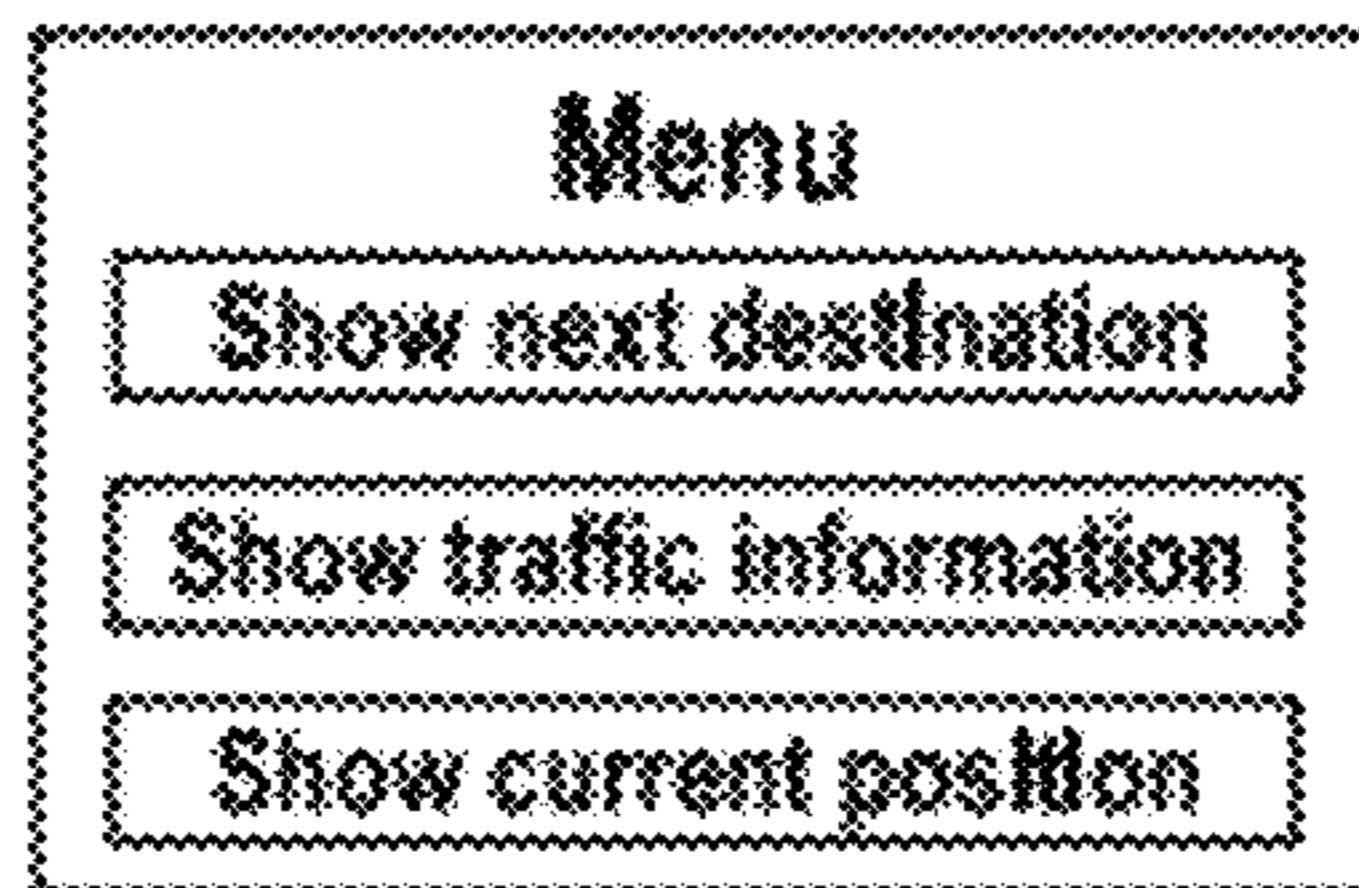 Menu
Show next destination
Show traffic information
Show current position